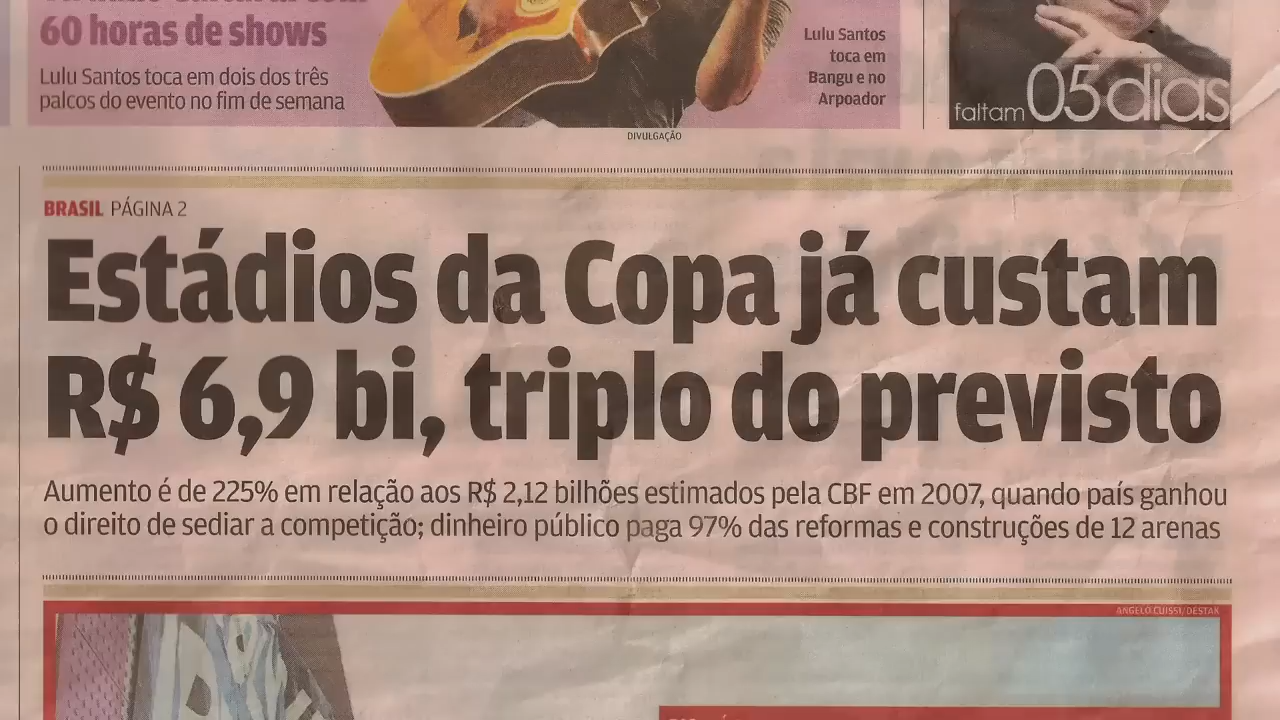 60 horas de shows
Lulu Santos toca em dois dos três
palcos do evento no fim de semana
Lulu Santos
toca em
Bangu e no
Arpoador
faltam 05 dias
DIVULGAÇÃO
BRASIL PÁGINA 2
Estádios da Copa já custam
R$ 6,9 bi, triplo do previsto
Aumento é de 225% em relação aos R$ 2,12 bilhões estimados pela CBF em 2007, quando país ganhou
o direito de sediar a competição; dinheiro público paga 97% das reformas e construções de 12 arenas
ANGELO CUISSI/DESTAK